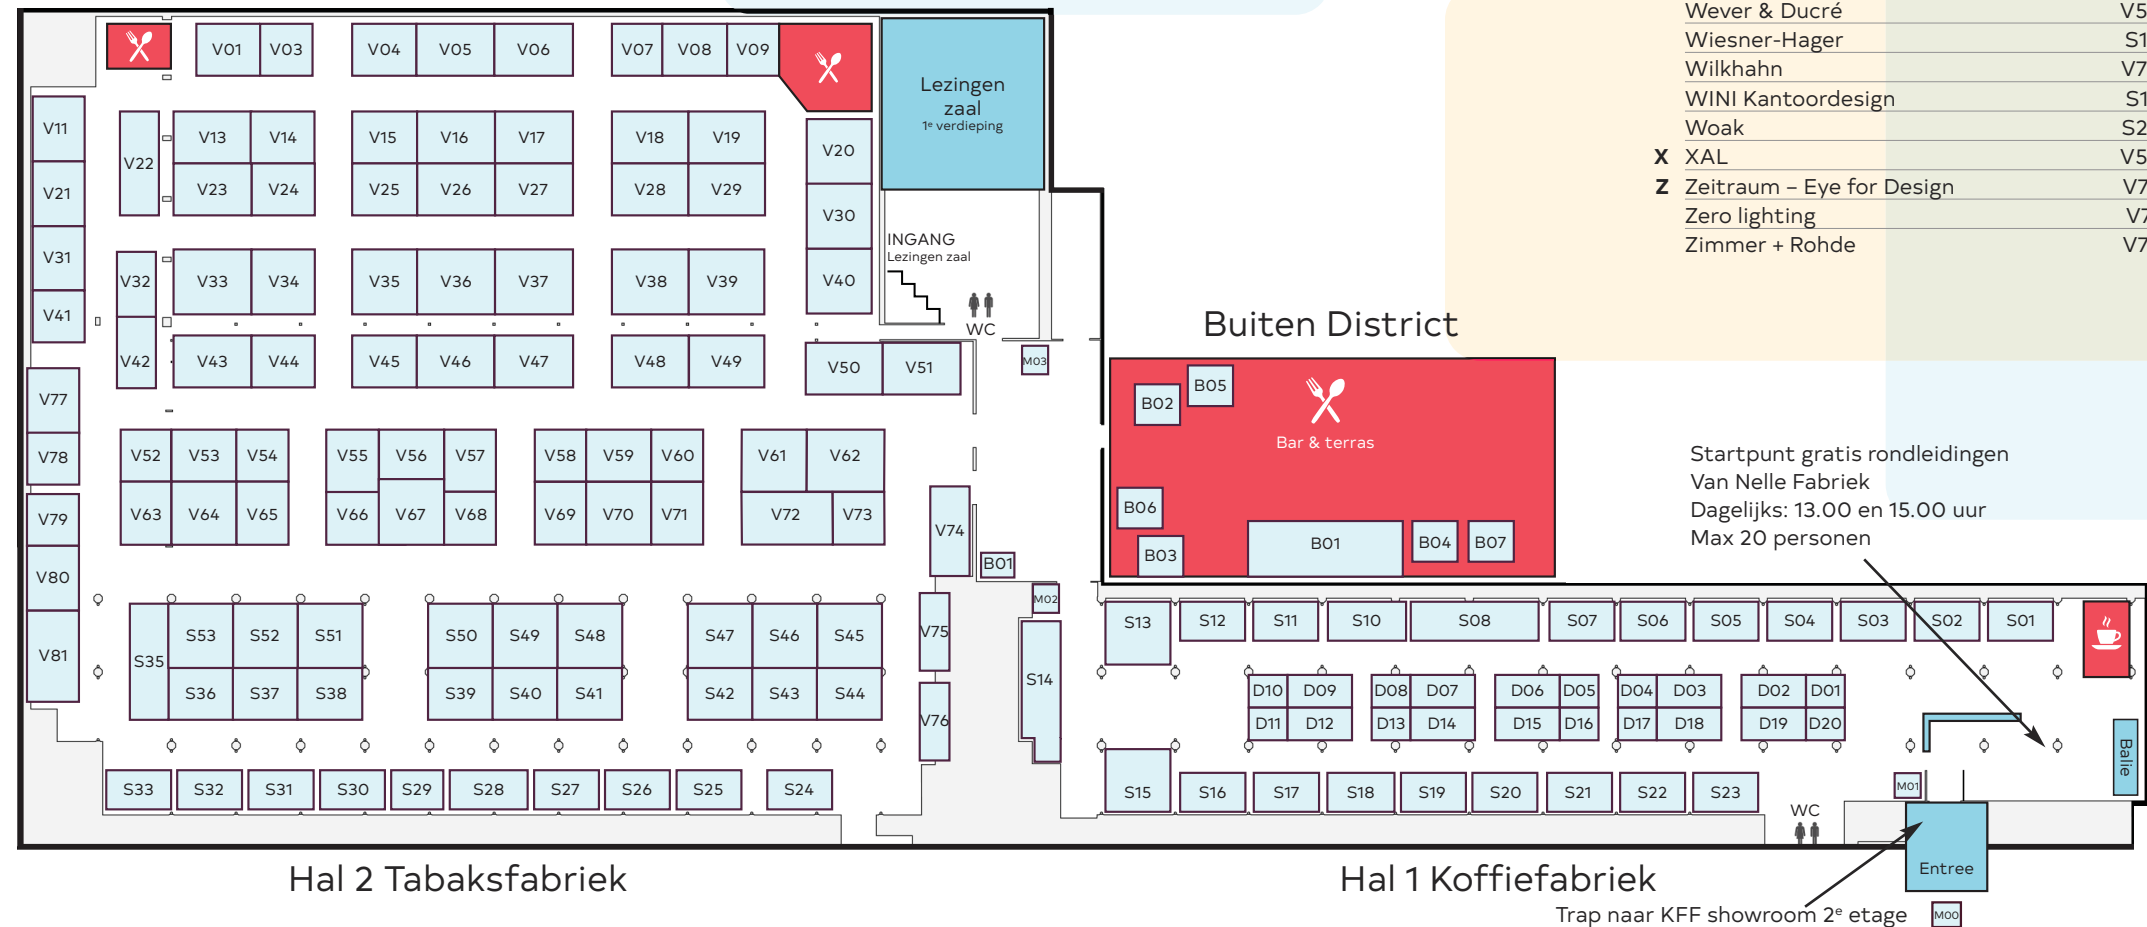 Wever & Ducré V5
Wiesner-Hager S1
Wilkhahn V7
WINI Kantoordesign S1
Woak S2
X XAL V5
Z Zeitraum – Eye for Design V7
Zero lighting V7
Zimmer + Rohde V7
V01 V03 V04 V05 V06 V07 V08 V09
Lezingen
zaal
1e verdieping
V11 V22 V13 V14 V15 V16 V17 V18 V19 V20
V21 V23 V24 V25 V26 V27 V28 V29 V30
INGANG
Lezingen zaal
V31 V32 V33 V34 V35 V36 V37 V38 V39 V40
V41 V42 V43 V44 V45 V46 V47 V48 V49 V50 V51
WC
M03
Buiten District
B02 B05
Bar & terras
B06
B03 B01 B04 B07
Startpunt gratis rondleidingen
Van Nelle Fabriek
Dagelijks: 13.00 en 15.00 uur
Max 20 personen
V77
V78 V52 V53 V54 V55 V56 V57 V58 V59 V60 V61 V62
V79 V63 V64 V65 V66 V67 V68 V69 V70 V71 V72 V73 V74
V80 B01
M02
V81 S35 S53 S52 S51 S50 S49 S48 S47 S46 S45 V75
S36 S37 S38 S39 S40 S41 S42 S43 S44 V76
S14
S13 S12 S11 S10 S08 S07 S06 S05 S04 S03 S02 S01
D10 D09 D08 D07 D06 D05 D04 D03 D02 D01
D11 D12 D13 D14 D15 D16 D17 D18 D19 D20
Balie
S33 S32 S31 S30 S29 S28 S27 S26 S25 S24
S15 S16 S17 S18 S19 S20 S21 S22 S23
M01
WC
Entree
Hal 2 Tabaksfabriek
Hal 1 Koffiefabriek
Trap naar KFF showroom 2e etage
M00